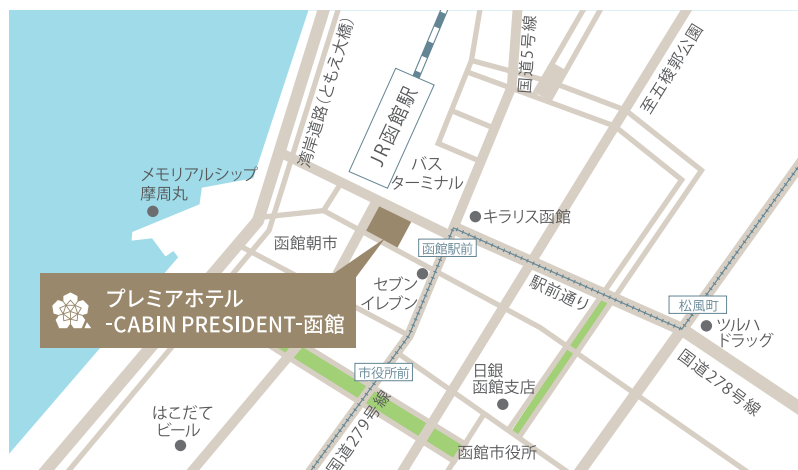 国道5号線
至五稜郭公園
湾岸道路(ともえ大橋)
JR函館駅
バス
ターミナル
メモリアルシップ
摩周丸
キラリス函館
函館朝市
函館駅前
セブン
イレブン
駅前通り
松風町
プレミアホテル
-CABIN PRESIDENT-函館
ツルハ
ドラッグ
市役所前
日銀
函館支店
国道278号線
はこだて
ビール
国道279号線
函館市役所